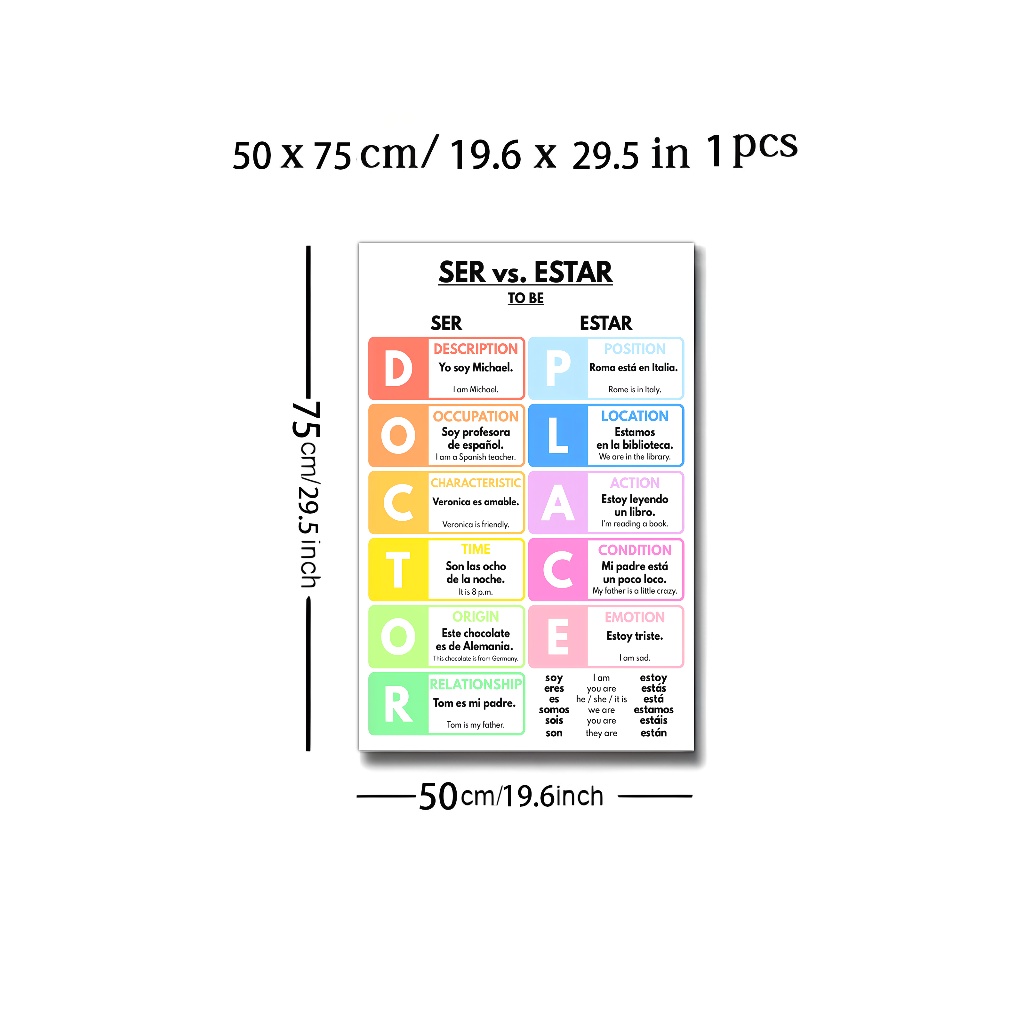 50 x 75 cm/ 19.6 x 29.5 in 1 pcs
75cm/29.5 inch
SER vs. ESTAR
TO BE
SER
D
DESCRIPTION
Yo soy Michael.
I am Michael.
O
OCCUPATION
Soy profesora
de español.
I am a Spanish teacher.
C
CHARACTERISTIC
Veronica es amable.
Veronica is friendly.
T
TIME
Son las ocho
de la noche.
It is 8 p.m.
O
ORIGIN
Este chocolate
es de Alemania.
This chocolate is from Germany.
R
RELATIONSHIP
Tom es mi padre.
Tom is my father.
ESTAR
P
POSITION
Roma está en Italia.
Rome is in Italy.
L
LOCATION
Estamos
en la biblioteca.
We are in the library.
A
ACTION
Estoy leyendo
un libro.
I'm reading a book.
C
CONDITION
Mi padre está
un poco loco.
My father is a little crazy.
E
EMOTION
Estoy triste.
I am sad.
soy I am estoy
eres you are estás
es he / she / it is está
somos we are estamos
sois you are estáis
son they are están
50cm/19.6inch